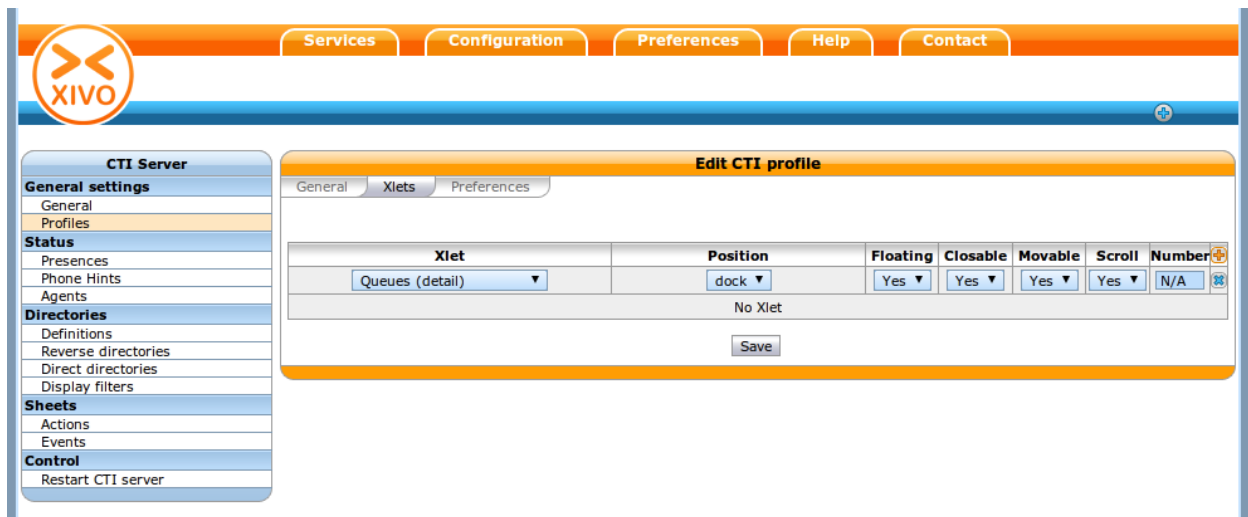 Services Configuration Preferences Help Contact
XIVO
CTI Server
General settings
General
Profiles
Status
Presences
Phone Hints
Agents
Directories
Definitions
Reverse directories
Direct directories
Display filters
Sheets
Actions
Events
Control
Restart CTI server
Edit CTI profile
General Xlets Preferences
Xlet Position Floating Closable Movable Scroll Number
Queues (detail) dock Yes Yes Yes Yes N/A
No Xlet
Save